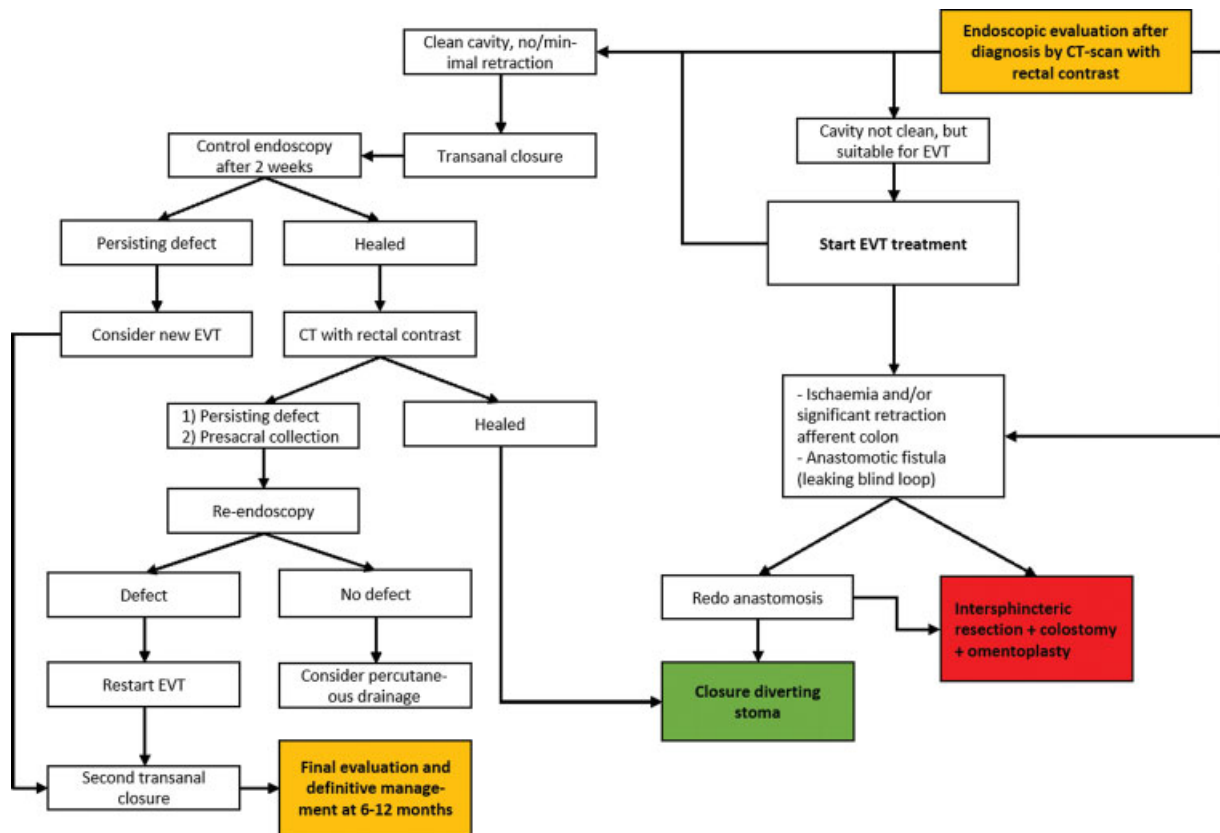 Endoscopic evaluation after
diagnosis by CT-scan with
rectal contrast
Clean cavity, no/min-
imal retraction
Cavity not clean, but
suitable for EVT
Control endoscopy
after 2 weeks
Transanal closure
Start EVT treatment
Persisting defect
Healed
Consider new EVT
CT with rectal contrast
1) Persisting defect
2) Presacral collection
Healed
- Ischaemia and/or
significant retraction
afferent colon
- Anastomotic fistula
(leaking blind loop)
Re-endoscopy
Defect
No defect
Redo anastomosis
Intersphincteric
resection + colostomy
+ omentoplasty
Restart EVT
Consider percutane-
ous drainage
Closure diverting
stoma
Second transanal
closure
Final evaluation and
definitive manage-
ment at 6-12 months